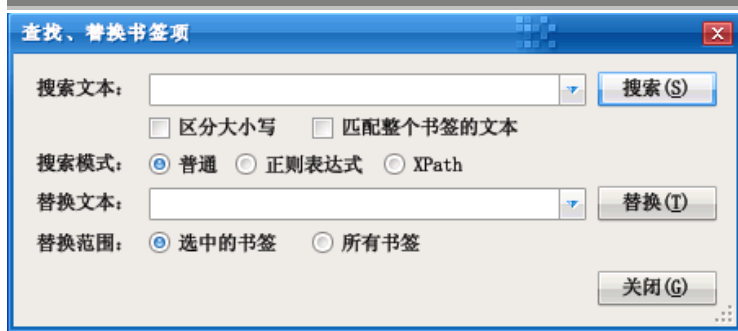 查找、替换书签项
搜索文本： 搜索(S)
区分大小写 匹配整个书签的文本
搜索模式： 普通 正则表达式 XPath
替换文本： 替换(T)
替换范围： 选中的书签 所有书签
关闭(G)